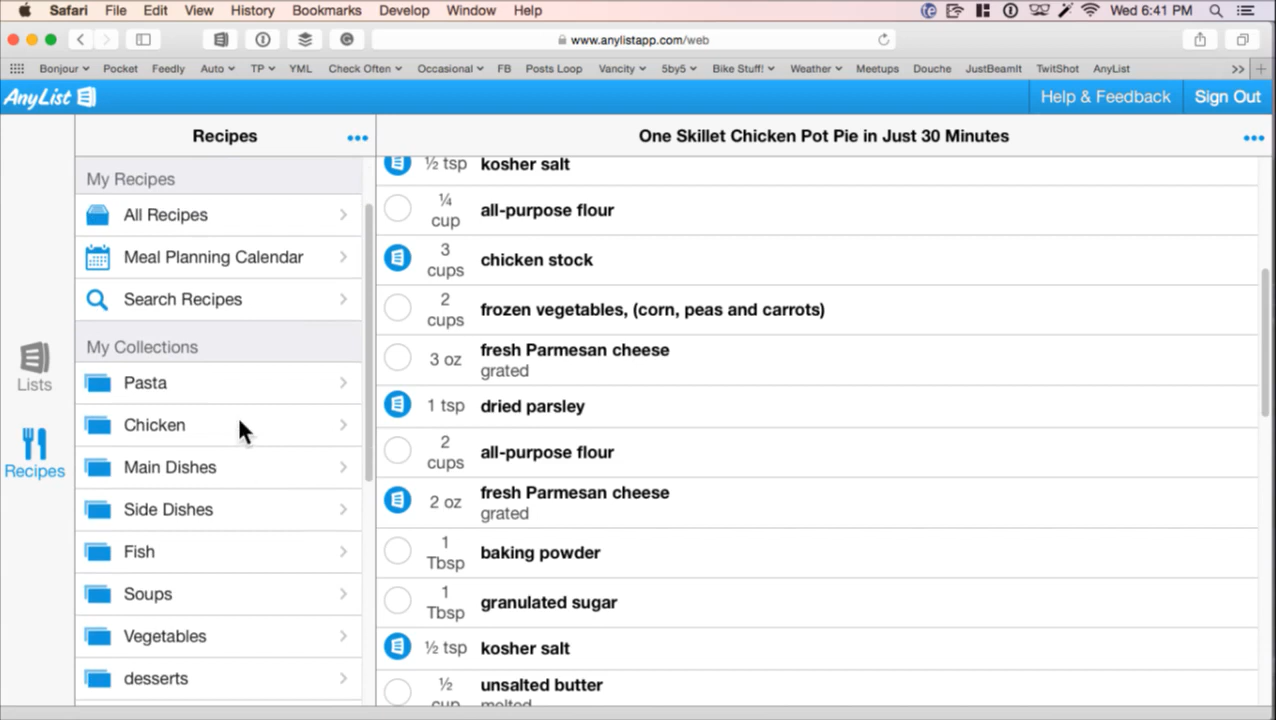 Safari File Edit View History Bookmarks Develop Window Help Wed 6:41 PM
www.anylistapp.com/web
Bonjour Pocket Feedly Auto TP YML Check Often Occasional FB Posts Loop Vancity 5by5 Bike Stuff! Weather Meetups Douche JustBeamIt TwitShot AnyList
AnyList Help & Feedback Sign Out
Recipes
One Skillet Chicken Pot Pie in Just 30 Minutes
Lists
Recipes
My Recipes
All Recipes
Meal Planning Calendar
Search Recipes
My Collections
Pasta
Chicken
Main Dishes
Side Dishes
Fish
Soups
Vegetables
desserts
½ tsp kosher salt
¼ cup all-purpose flour
3 cups chicken stock
2 cups frozen vegetables, (corn, peas and carrots)
3 oz fresh Parmesan cheese
grated
1 tsp dried parsley
2 cups all-purpose flour
2 oz fresh Parmesan cheese
grated
1 Tbsp baking powder
1 Tbsp granulated sugar
½ tsp kosher salt
½ cup unsalted butter
melted